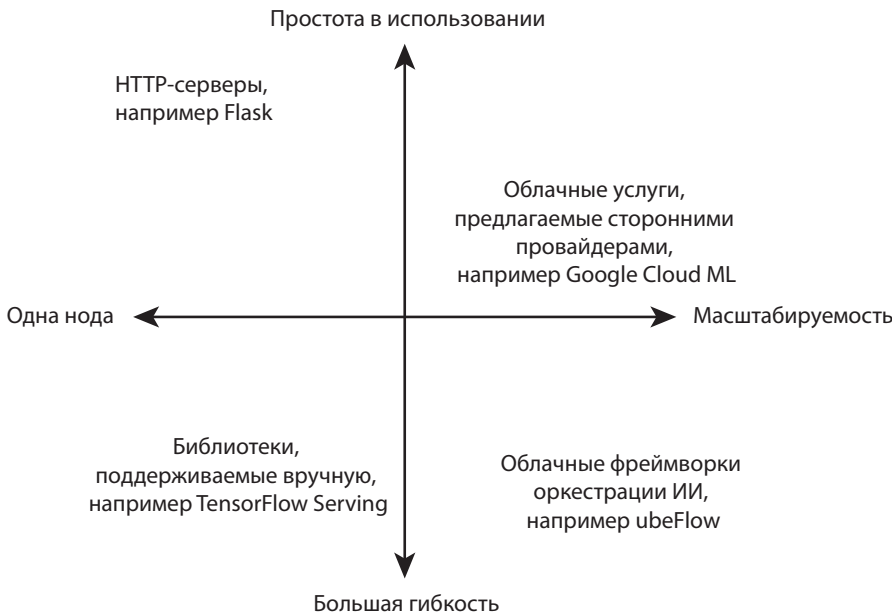 Простота в использовании
HTTP-серверы,
например Flask
Облачные услуги,
предлагаемые сторонними
провайдерами,
например Google Cloud ML
Одна нода
Масштабируемость
Библиотеки,
поддерживаемые вручную,
например TensorFlow Serving
Облачные фреймворки
оркестрации ИИ,
например ubeFlow
Большая гибкость